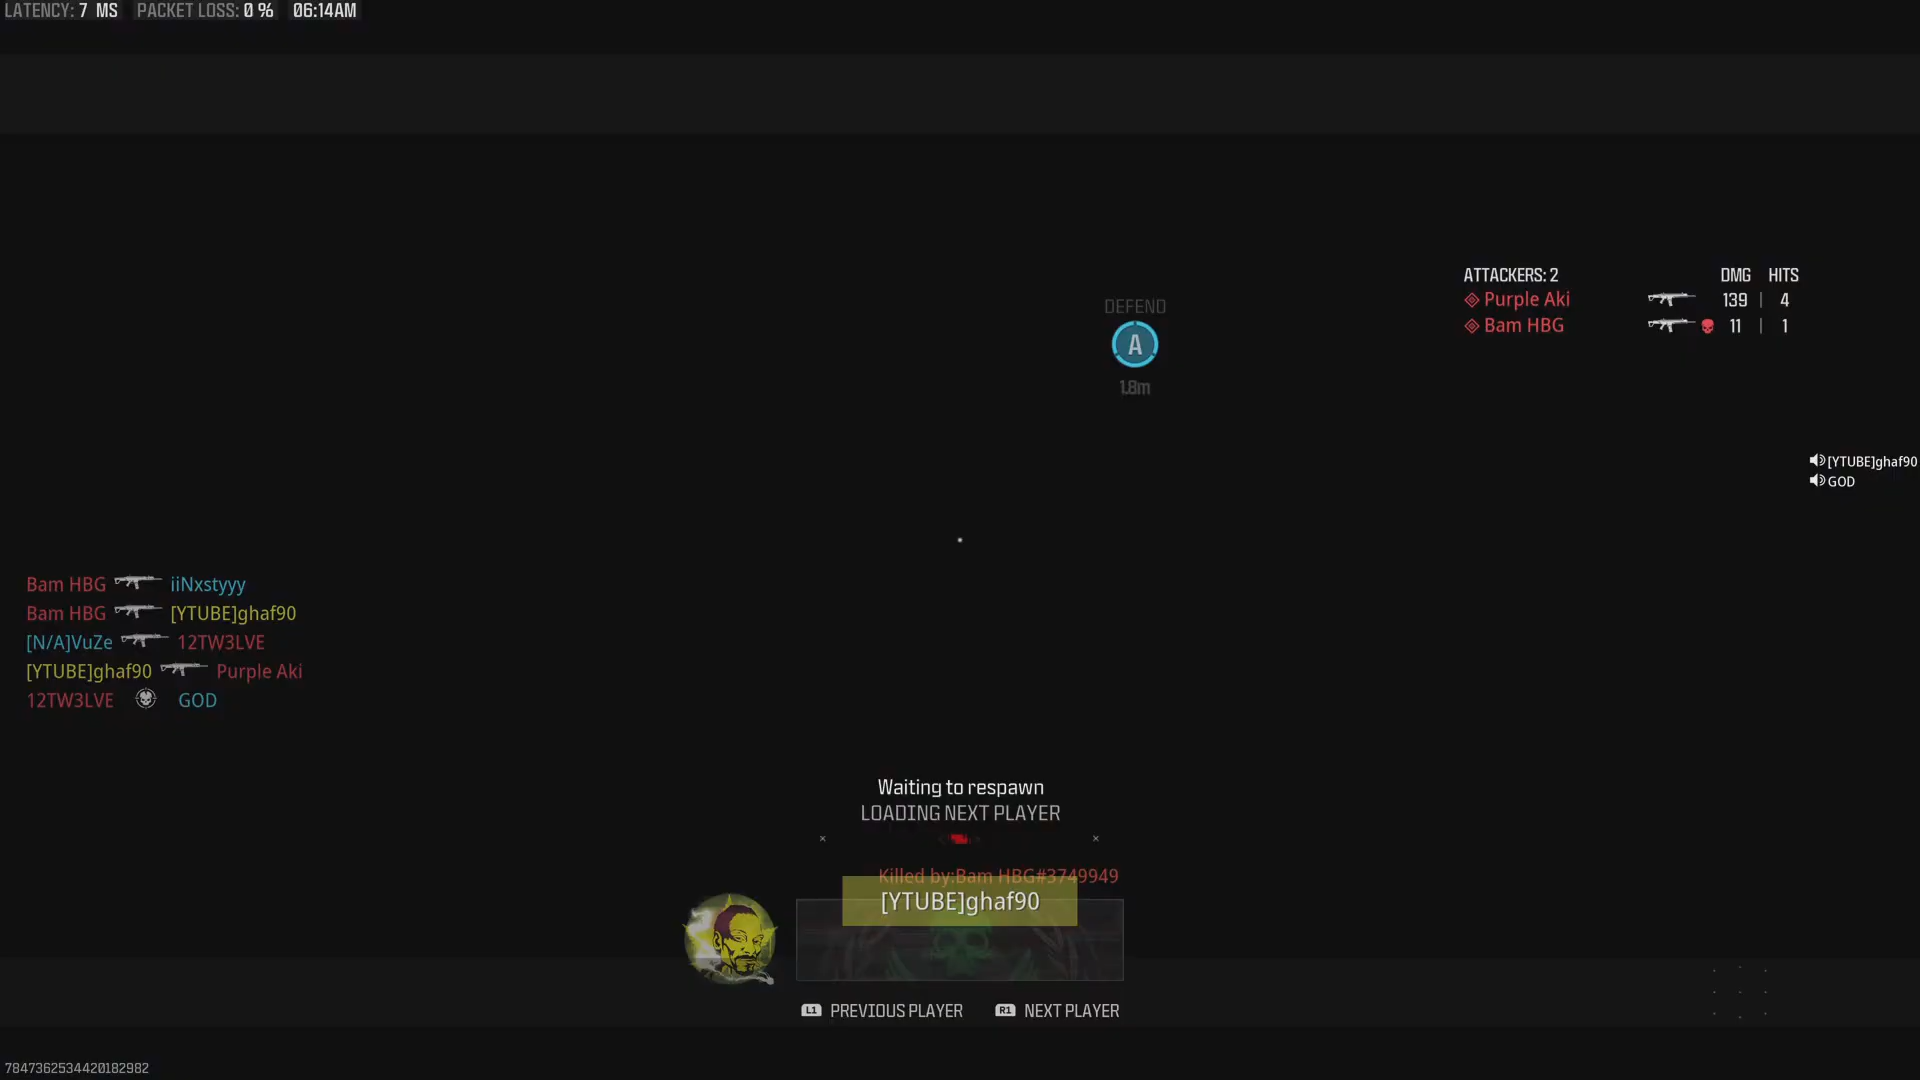 LATENCY: 7 MS PACKET LOSS: 0 % 06:14AM
DEFEND
A
1.8m
ATTACKERS: 2 DMG HITS
Purple Aki 139 | 4
Bam HBG 11 | 1
[YTUBE]ghaf90
GOD
Bam HBG iiNxstyyy
Bam HBG [YTUBE]ghaf90
[N/A]VuZe 12TW3LVE
[YTUBE]ghaf90 Purple Aki
12TW3LVE GOD
Waiting to respawn
LOADING NEXT PLAYER
Killed by:Bam HBG#3749949
[YTUBE]ghaf90
L1 PREVIOUS PLAYER R1 NEXT PLAYER
7847362534420182982